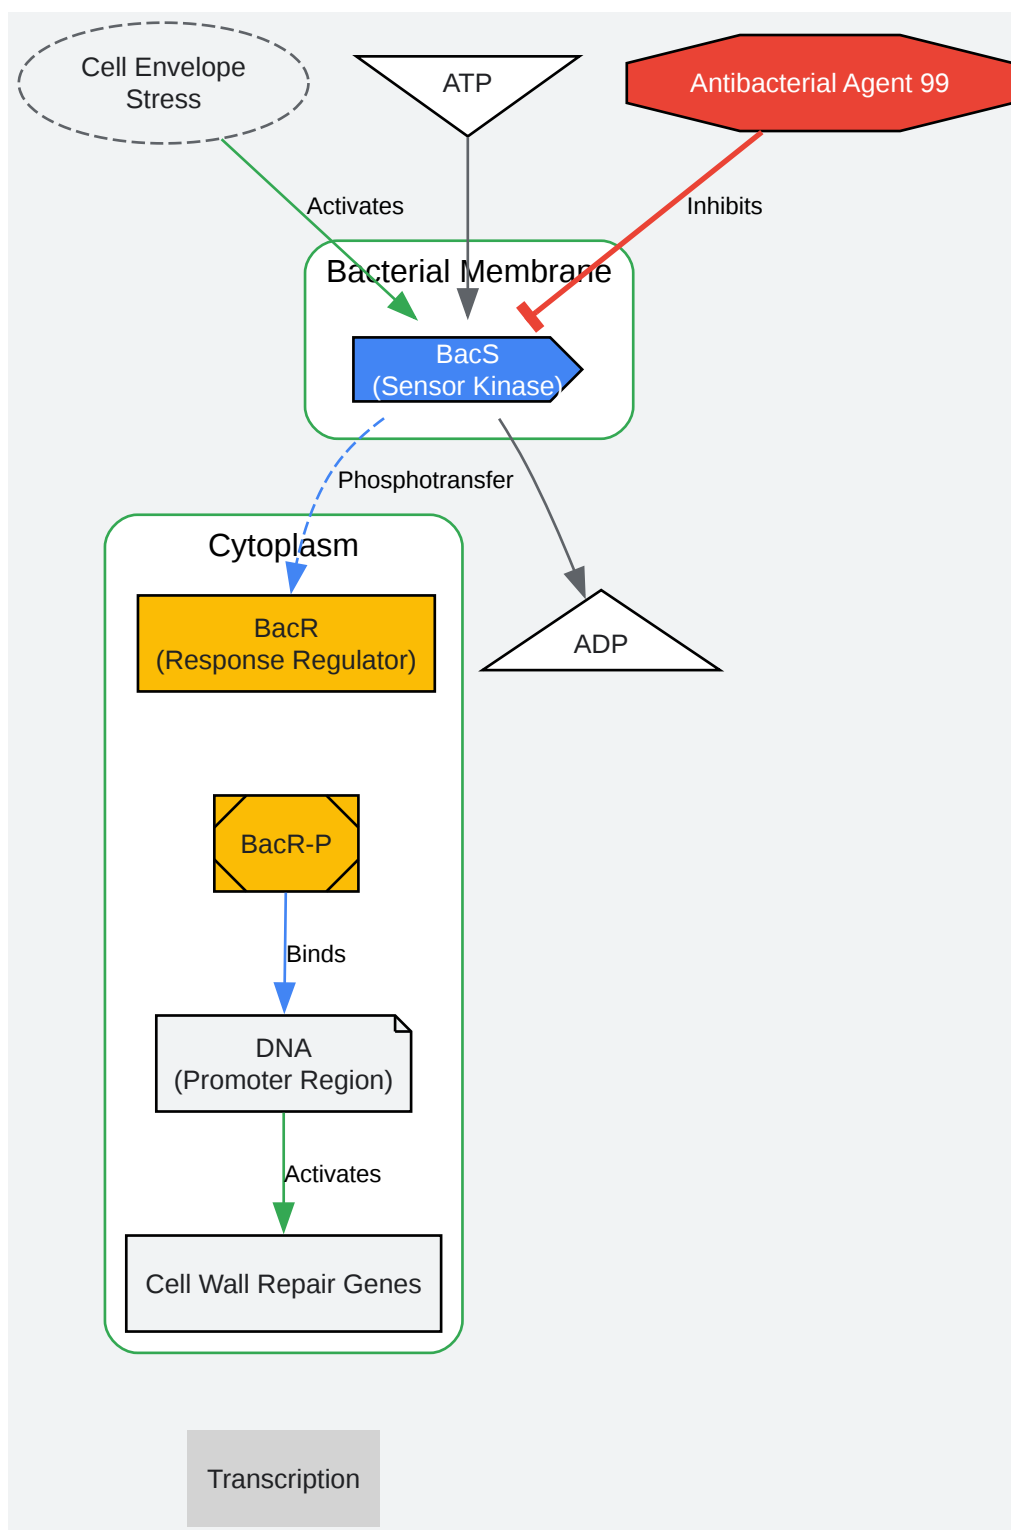 Cell Envelope
Stress
ATP
Antibacterial Agent 99
Activates
Inhibits
Bacterial Membrane
BacS
(Sensor Kinase)
Phosphotransfer
Cytoplasm
BacR
(Response Regulator)
ADP
BacR-P
Binds
DNA
(Promoter Region)
Activates
Cell Wall Repair Genes
Transcription